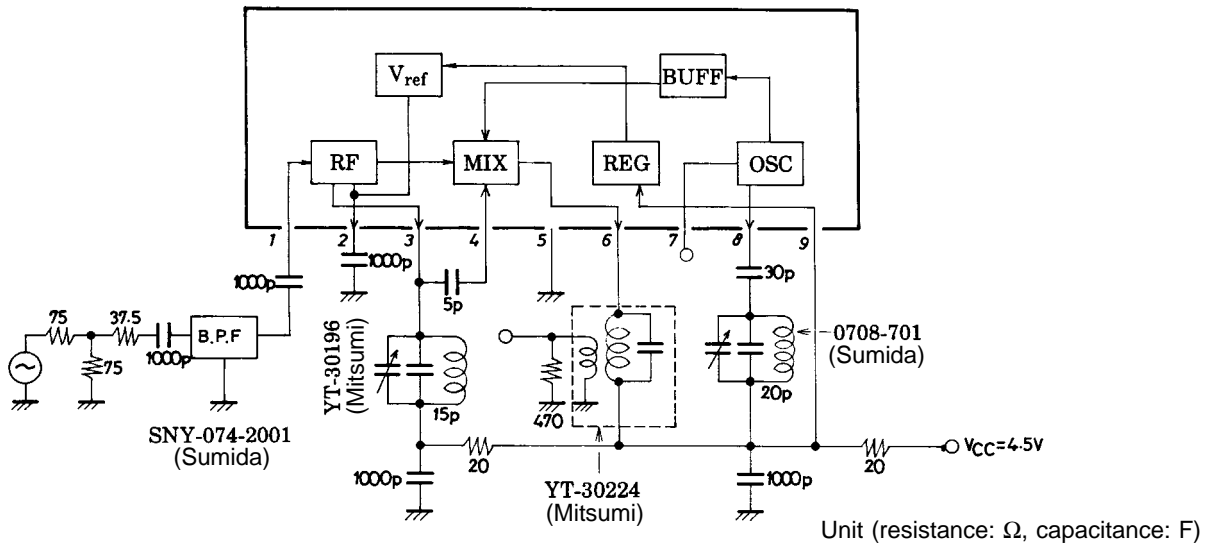 Vref
BUFF
RF
MIX
REG
OSC
1
2
3
4
5
6
7
8
9
1000p
1000p
5p
30p
75
37.5
1000p
B.P.F
75
SNY-074-2001
(Sumida)
YT-30196
(Mitsumi)
15p
470
20p
0708-701
(Sumida)
20
20
VCC=4.5V
1000p
1000p
YT-30224
(Mitsumi)
Unit (resistance: Ω, capacitance: F)